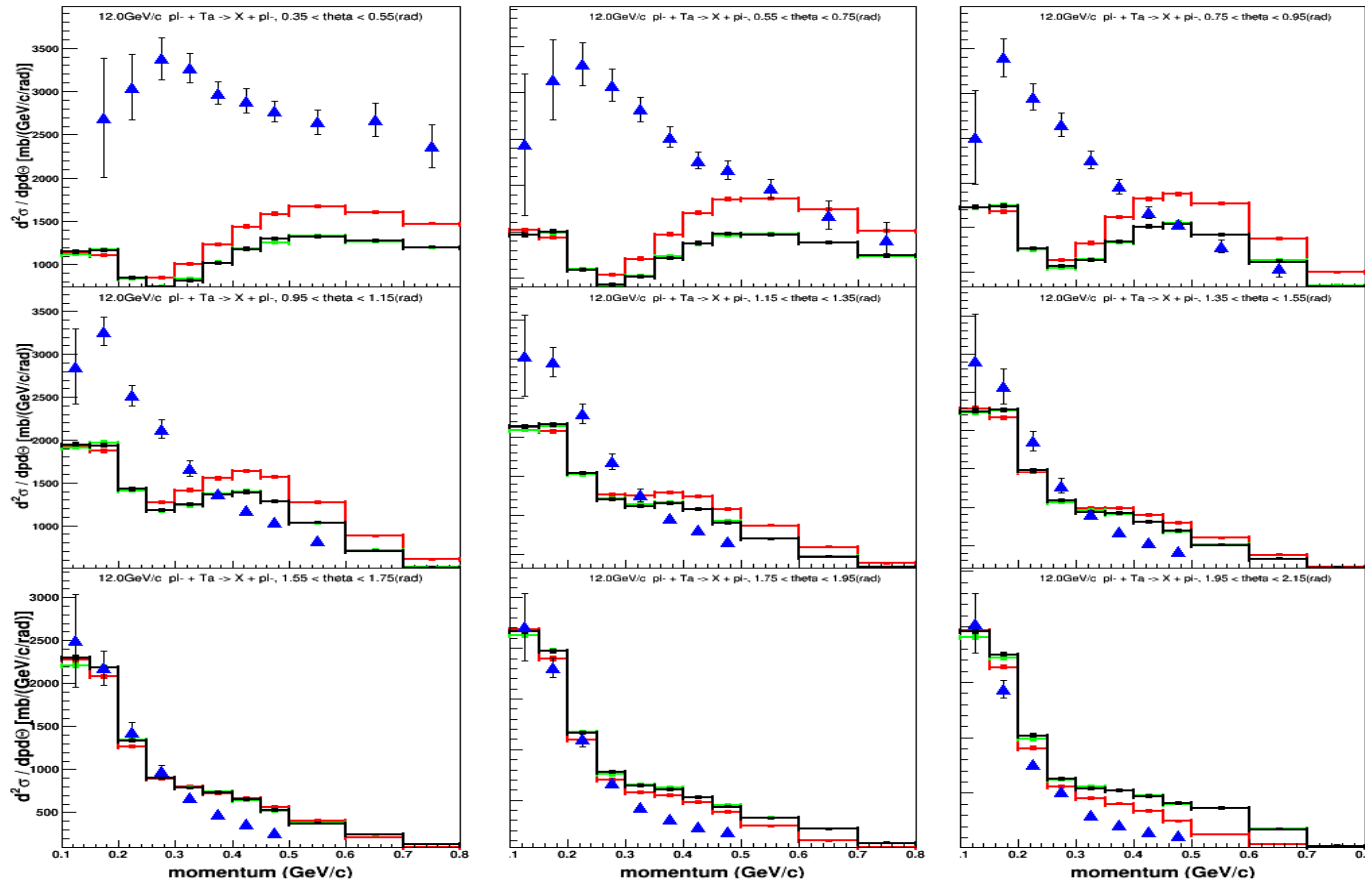 12.0GeV/c pi- + Ta -> X + pi-, 0.35 < theta < 0.55(rad)
12.0GeV/c pi- + Ta -> X + pi-, 0.55 < theta < 0.75(rad)
12.0GeV/c pi- + Ta -> X + pi-, 0.75 < theta < 0.95(rad)
d²σ / dpdΘ [mb/(GeV/c/rad)]
3500
3000
2500
2000
1500
1000
12.0GeV/c pi- + Ta -> X + pi-, 0.95 < theta < 1.15(rad)
12.0GeV/c pi- + Ta -> X + pi-, 1.15 < theta < 1.35(rad)
12.0GeV/c pi- + Ta -> X + pi-, 1.35 < theta < 1.55(rad)
d²σ / dpdΘ [mb/(GeV/c/rad)]
3500
3000
2500
2000
1500
1000
12.0GeV/c pi- + Ta -> X + pi-, 1.55 < theta < 1.75(rad)
12.0GeV/c pi- + Ta -> X + pi-, 1.75 < theta < 1.95(rad)
12.0GeV/c pi- + Ta -> X + pi-, 1.95 < theta < 2.15(rad)
d²σ / dpdΘ [mb/(GeV/c/rad)]
3000
2500
2000
1500
1000
500
0.1 0.2 0.3 0.4 0.5 0.6 0.7 0.8
.1 0.2 0.3 0.4 0.5 0.6 0.7 0.8
.1 0.2 0.3 0.4 0.5 0.6 0.7 0.
momentum (GeV/c)
momentum (GeV/c)
momentum (GeV/c)